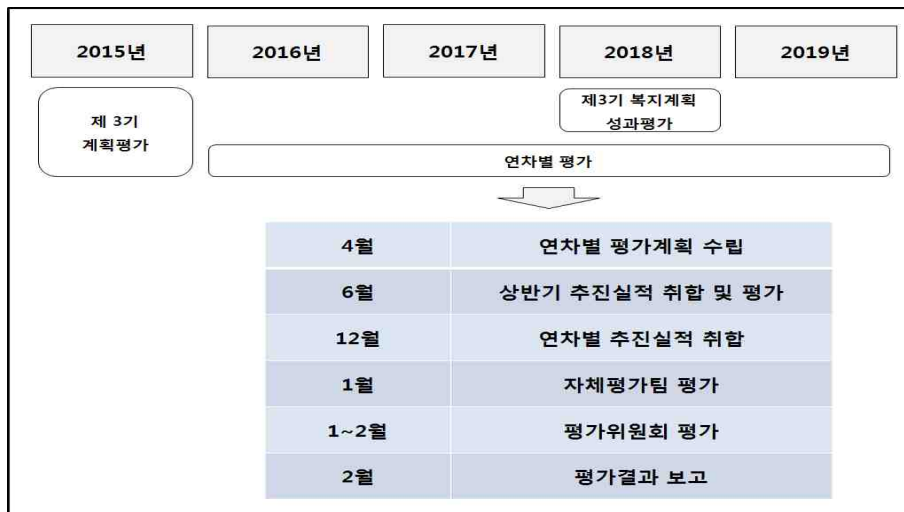 2015년 2016년 2017년 2018년 2019년
제 3기
계획평가
제3기 복지계획
성과평가
연차별 평가
4월 연차별 평가계획 수립
6월 상반기 추진실적 취합 및 평가
12월 연차별 추진실적 취합
1월 자체평가팀 평가
1~2월 평가위원회 평가
2월 평가결과 보고